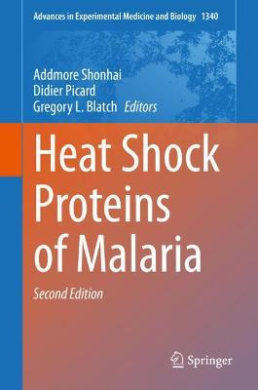 Advances in Experimental Medicine and Biology 1340
Addmore Shonhai
Didier Picard
Gregory L. Blatch Editors
Heat Shock
Proteins
of Malaria
Second Edition
Springer